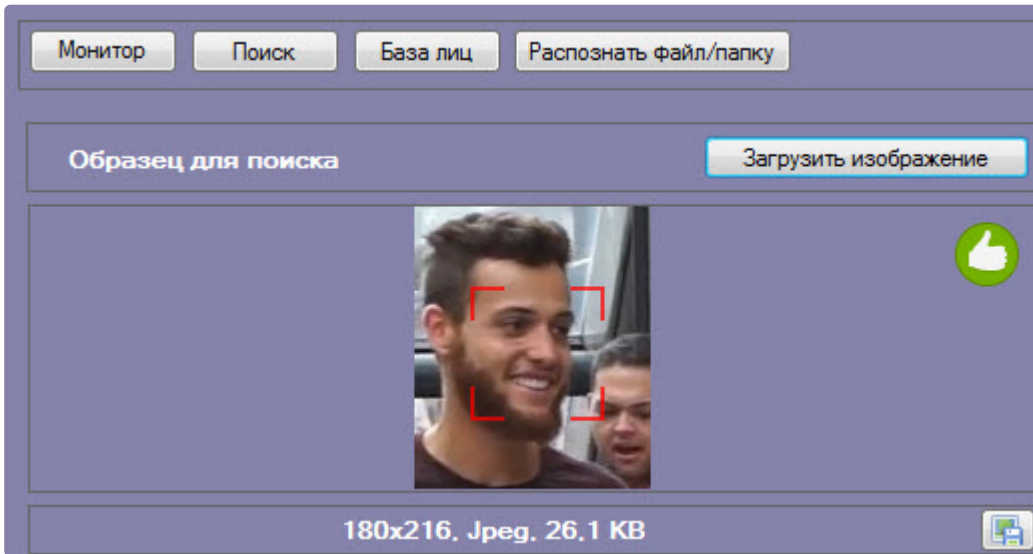 Монитор Поиск База лиц Распознать файл/папку
Образец для поиска Загрузить изображение
180x216, Jpeg, 26,1 KB